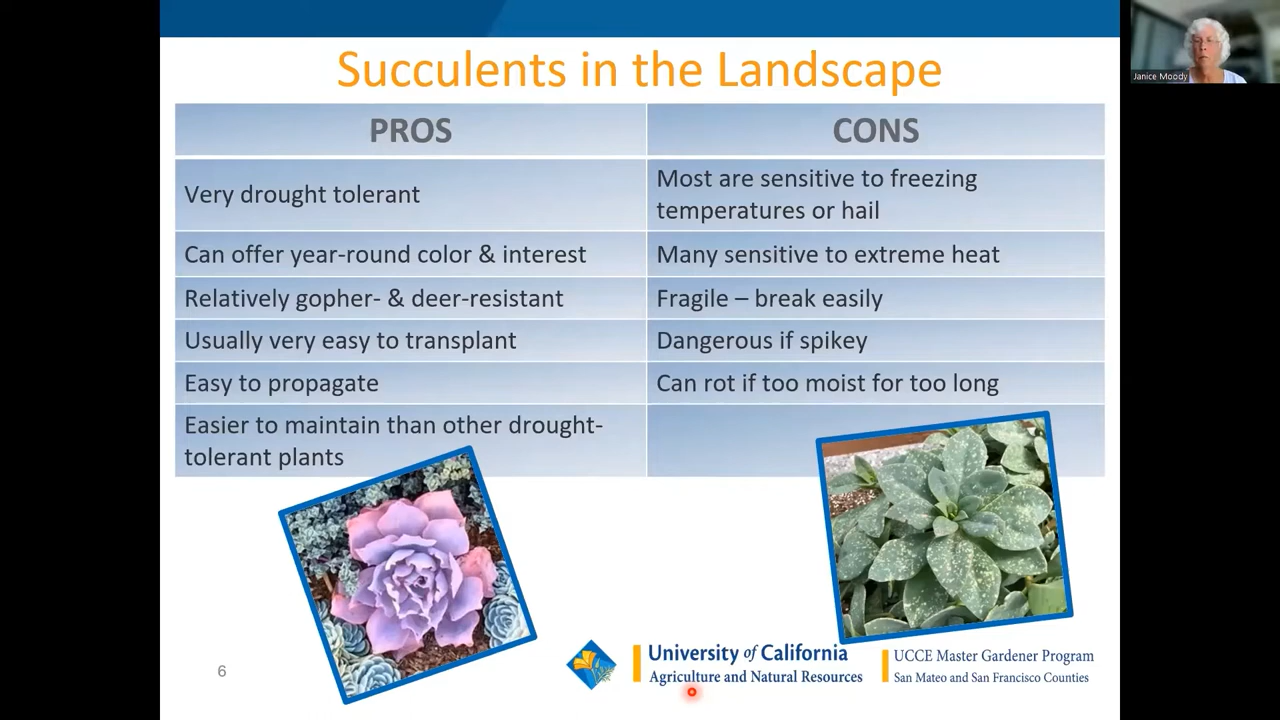 Succulents in the Landscape
Janice Moody
PROS
CONS
Very drought tolerant
Most are sensitive to freezing
temperatures or hail
Can offer year-round color & interest
Many sensitive to extreme heat
Relatively gopher- & deer-resistant
Fragile – break easily
Usually very easy to transplant
Dangerous if spikey
Easy to propagate
Can rot if too moist for too long
Easier to maintain than other drought-
tolerant plants
6
University of California
Agriculture and Natural Resources
UCCE Master Gardener Program
San Mateo and San Francisco Counties